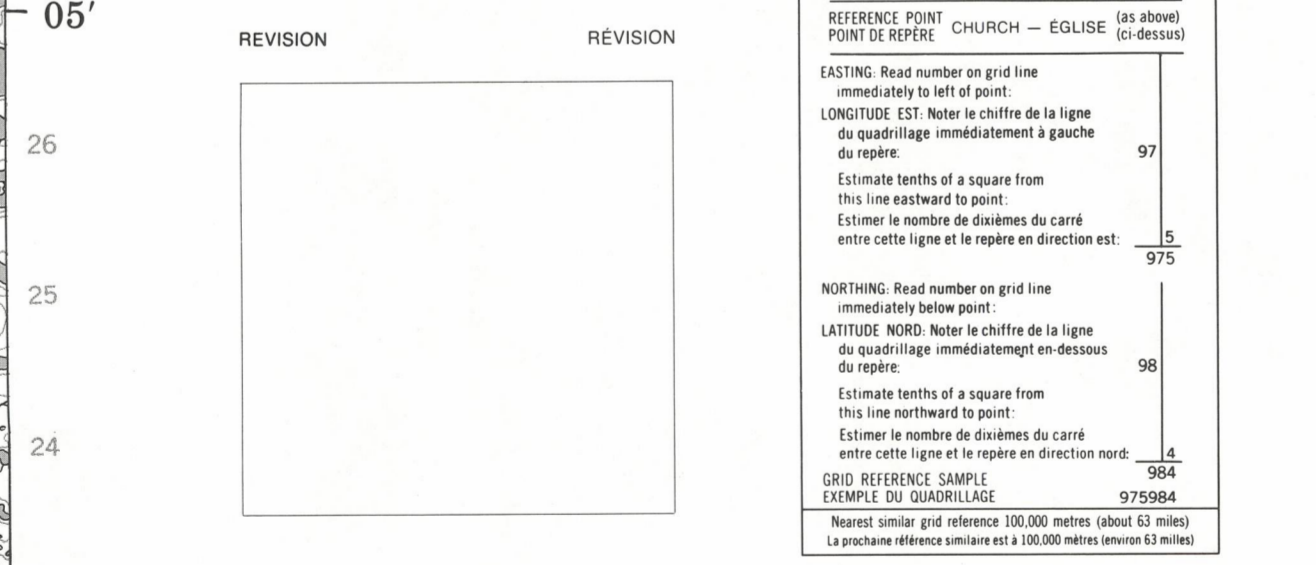 05′
26
25
24
REVISION RÉVISION
REFERENCE POINT
POINT DE REPÈRE
CHURCH — ÉGLISE
(as above)
(ci-dessus)
EASTING: Read number on grid line
immediately to left of point:
LONGITUDE EST: Noter le chiffre de la ligne
du quadrillage immédiatement à gauche
du repère: 97
Estimate tenths of a square from
this line eastward to point:
Estimer le nombre de dixièmes du carré
entre cette ligne et le repère en direction est: 5
975
NORTHING: Read number on grid line
immediately below point:
LATITUDE NORD: Noter le chiffre de la ligne
du quadrillage immédiatement en-dessous
du repère: 98
Estimate tenths of a square from
this line northward to point:
Estimer le nombre de dixièmes du carré
entre cette ligne et le repère en direction nord: 4
984
GRID REFERENCE SAMPLE
EXEMPLE DU QUADRILLAGE 975984
Nearest similar grid reference 100,000 metres (about 63 miles)
La prochaine référence similaire est à 100,000 mètres (environ 63 milles)